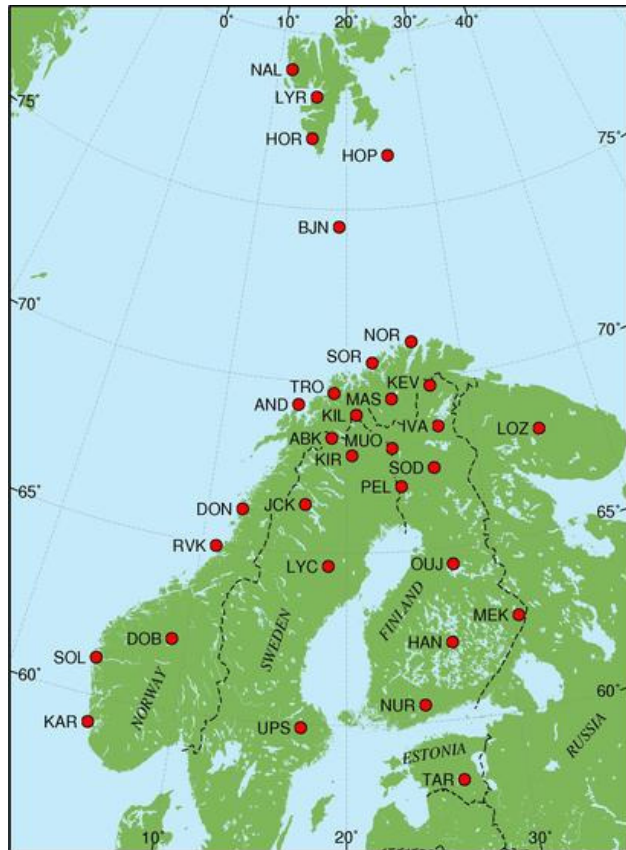 0° 10° 20° 30° 40°
NAL
75°
LYR
75°
HOR
HOP
BJN
70°
NOR
70°
SOR
KEV
TRO
MAS
AND
KIL
IVA
LOZ
ABK
MUO
KIR
SOD
PEL
65°
JCK
DON
65°
RVK
OUJ
LYC
FINLAND
SWEDEN
MEK
DOB
HAN
SOL
60°
NORWAY
60°
NUR
KAR
UPS
RUSSIA
ESTONIA
TAR
10° 20° 30°